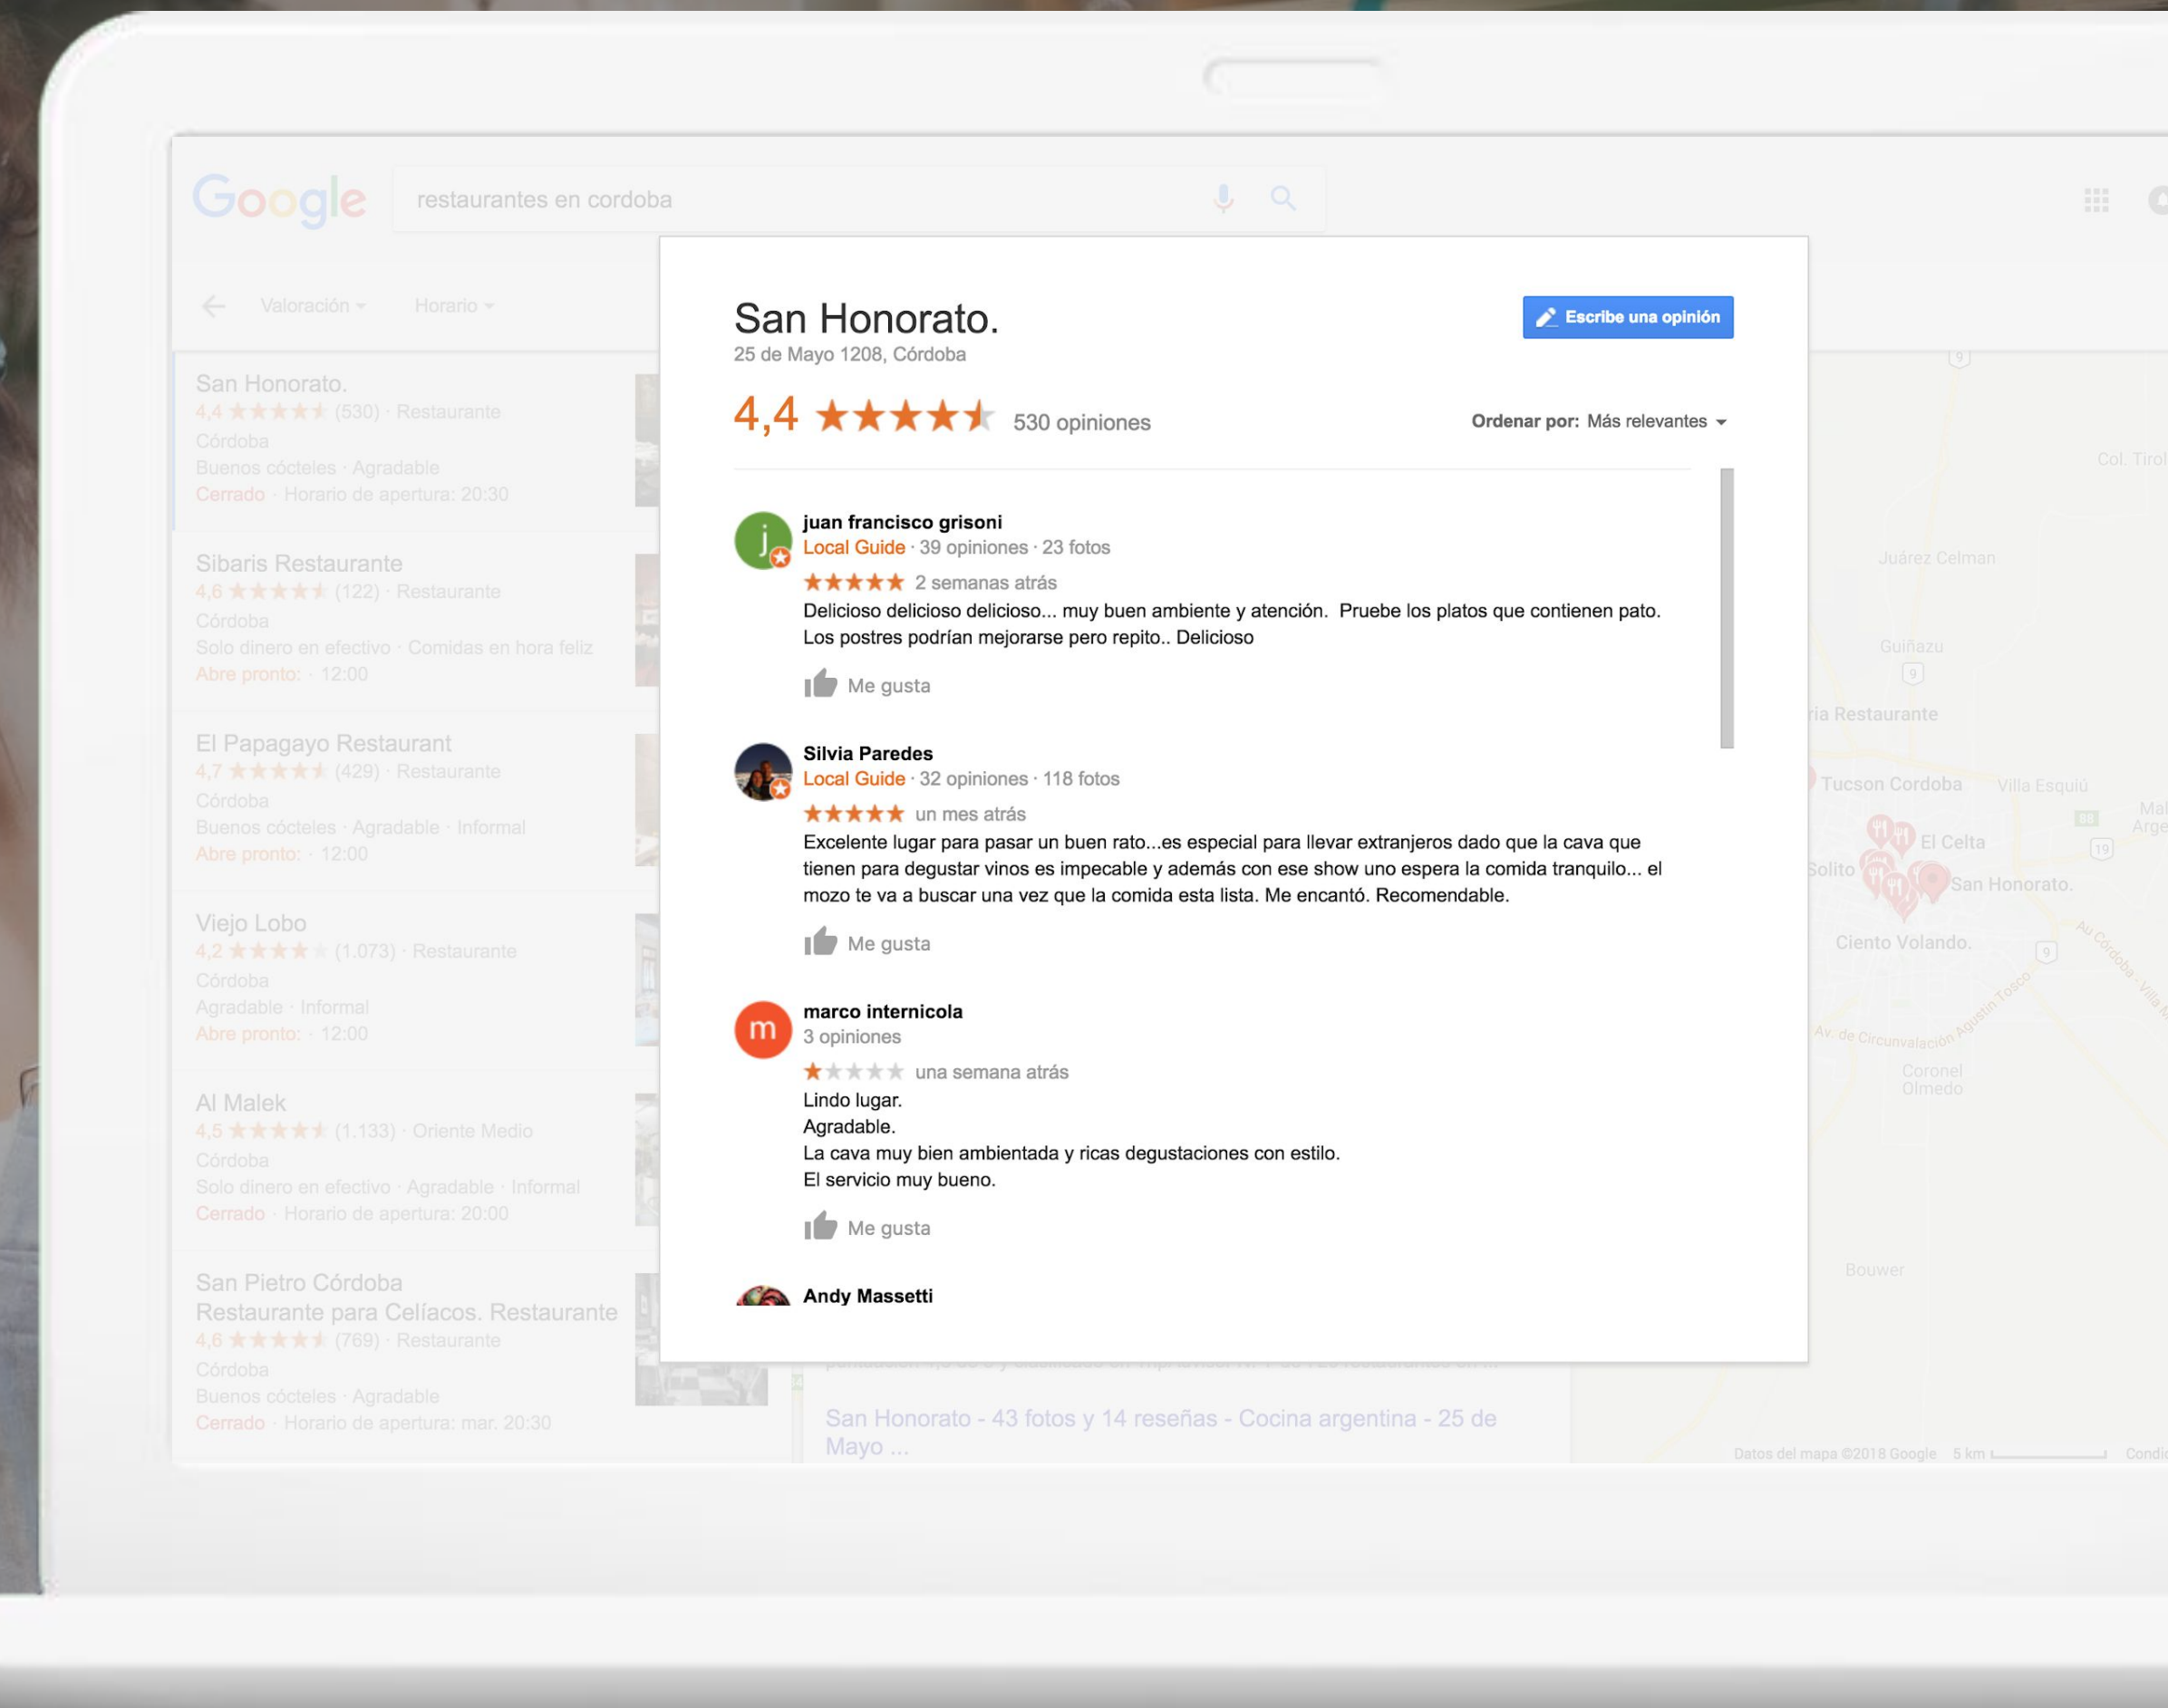 Google
restaurantes en cordoba
Valoración
Horario
San Honorato.
4,4 (530) · Restaurante
Córdoba
Buenos cócteles · Agradable
Cerrado · Horario de apertura: 20:30
Sibaris Restaurante
4,6 (122) · Restaurante
Córdoba
Solo dinero en efectivo · Comidas en hora feliz
Abre pronto: · 12:00
El Papagayo Restaurant
4,7 (429) · Restaurante
Córdoba
Buenos cócteles · Agradable · Informal
Abre pronto: · 12:00
Viejo Lobo
4,2 (1.073) · Restaurante
Córdoba
Agradable · Informal
Abre pronto: · 12:00
Al Malek
4,5 (1.133) · Oriente Medio
Córdoba
Solo dinero en efectivo · Agradable · Informal
Cerrado · Horario de apertura: 20:00
San Pietro Córdoba
Restaurante para Celíacos. Restaurante
4,6 (769) · Restaurante
Córdoba
Buenos cócteles · Agradable
Cerrado · Horario de apertura: mar. 20:30
San Honorato.
Escribe una opinión
25 de Mayo 1208, Córdoba
4,4 530 opiniones
Ordenar por: Más relevantes
j
juan francisco grisoni
Local Guide · 39 opiniones · 23 fotos
2 semanas atrás
Delicioso delicioso delicioso... muy buen ambiente y atención. Pruebe los platos que contienen pato.
Los postres podrían mejorarse pero repito.. Delicioso
Me gusta
Silvia Paredes
Local Guide · 32 opiniones · 118 fotos
un mes atrás
Excelente lugar para pasar un buen rato...es especial para llevar extranjeros dado que la cava que
tienen para degustar vinos es impecable y además con ese show uno espera la comida tranquilo... el
mozo te va a buscar una vez que la comida esta lista. Me encantó. Recomendable.
Me gusta
m
marco internicola
3 opiniones
una semana atrás
Lindo lugar.
Agradable.
La cava muy bien ambientada y ricas degustaciones con estilo.
El servicio muy bueno.
Me gusta
Andy Massetti
San Honorato - 43 fotos y 14 reseñas - Cocina argentina - 25 de
Mayo ...
9
Col. Tirol
Juárez Celman
Guiñazu
9
ria Restaurante
Tucson Cordoba
Villa Esquiú
88
Mal
Arge
El Celta
19
Solito
San Honorato.
Ciento Volando.
9
Au Córdoba - Villa M
Av. de Circunvalación Agustín Tosco
Coronel
Olmedo
Bouwer
Datos del mapa ©2018 Google 5 km Condic